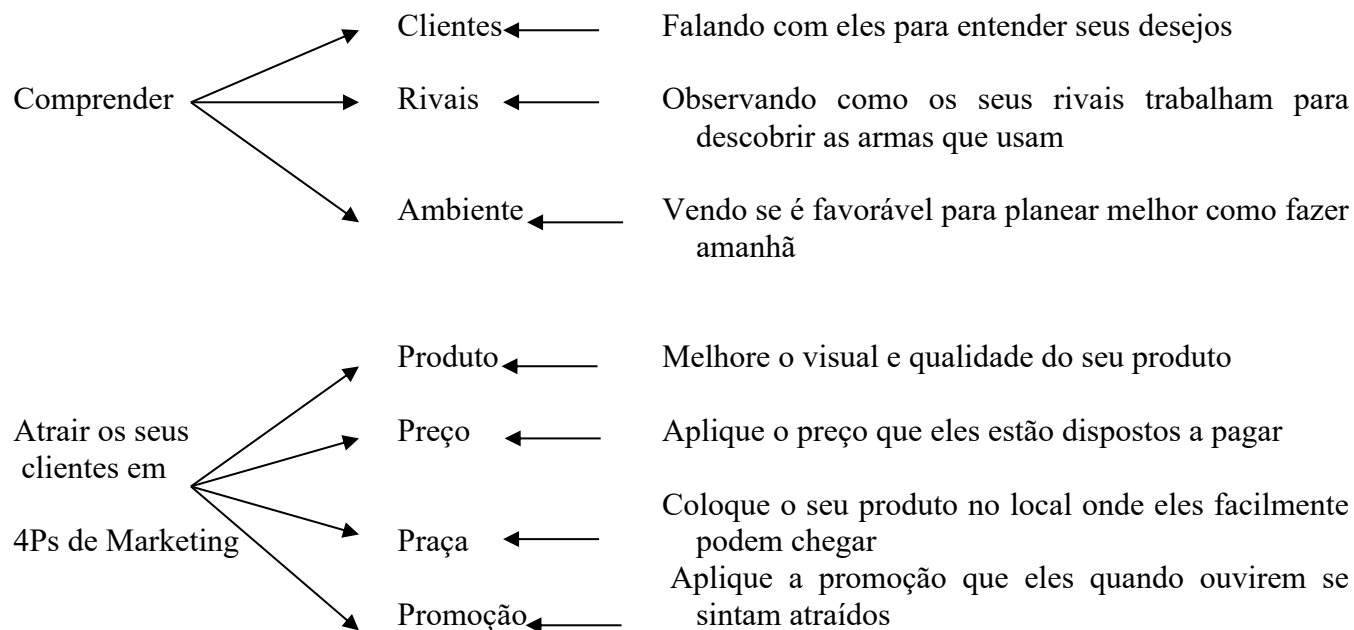 Clientes Falando com eles para entender seus desejos
Comprender Rivais Observando como os seus rivais trabalham para
descobrir as armas que usam
Ambiente Vendo se é favorável para planear melhor como fazer
amanhã
Produto Melhore o visual e qualidade do seu produto
Atrair os seus Preço Aplique o preço que eles estão dispostos a pagar
clientes em
Coloque o seu produto no local onde eles facilmente
4Ps de Marketing Praça podem chegar
Aplique a promoção que eles quando ouvirem se
Promoção sintam atraídos